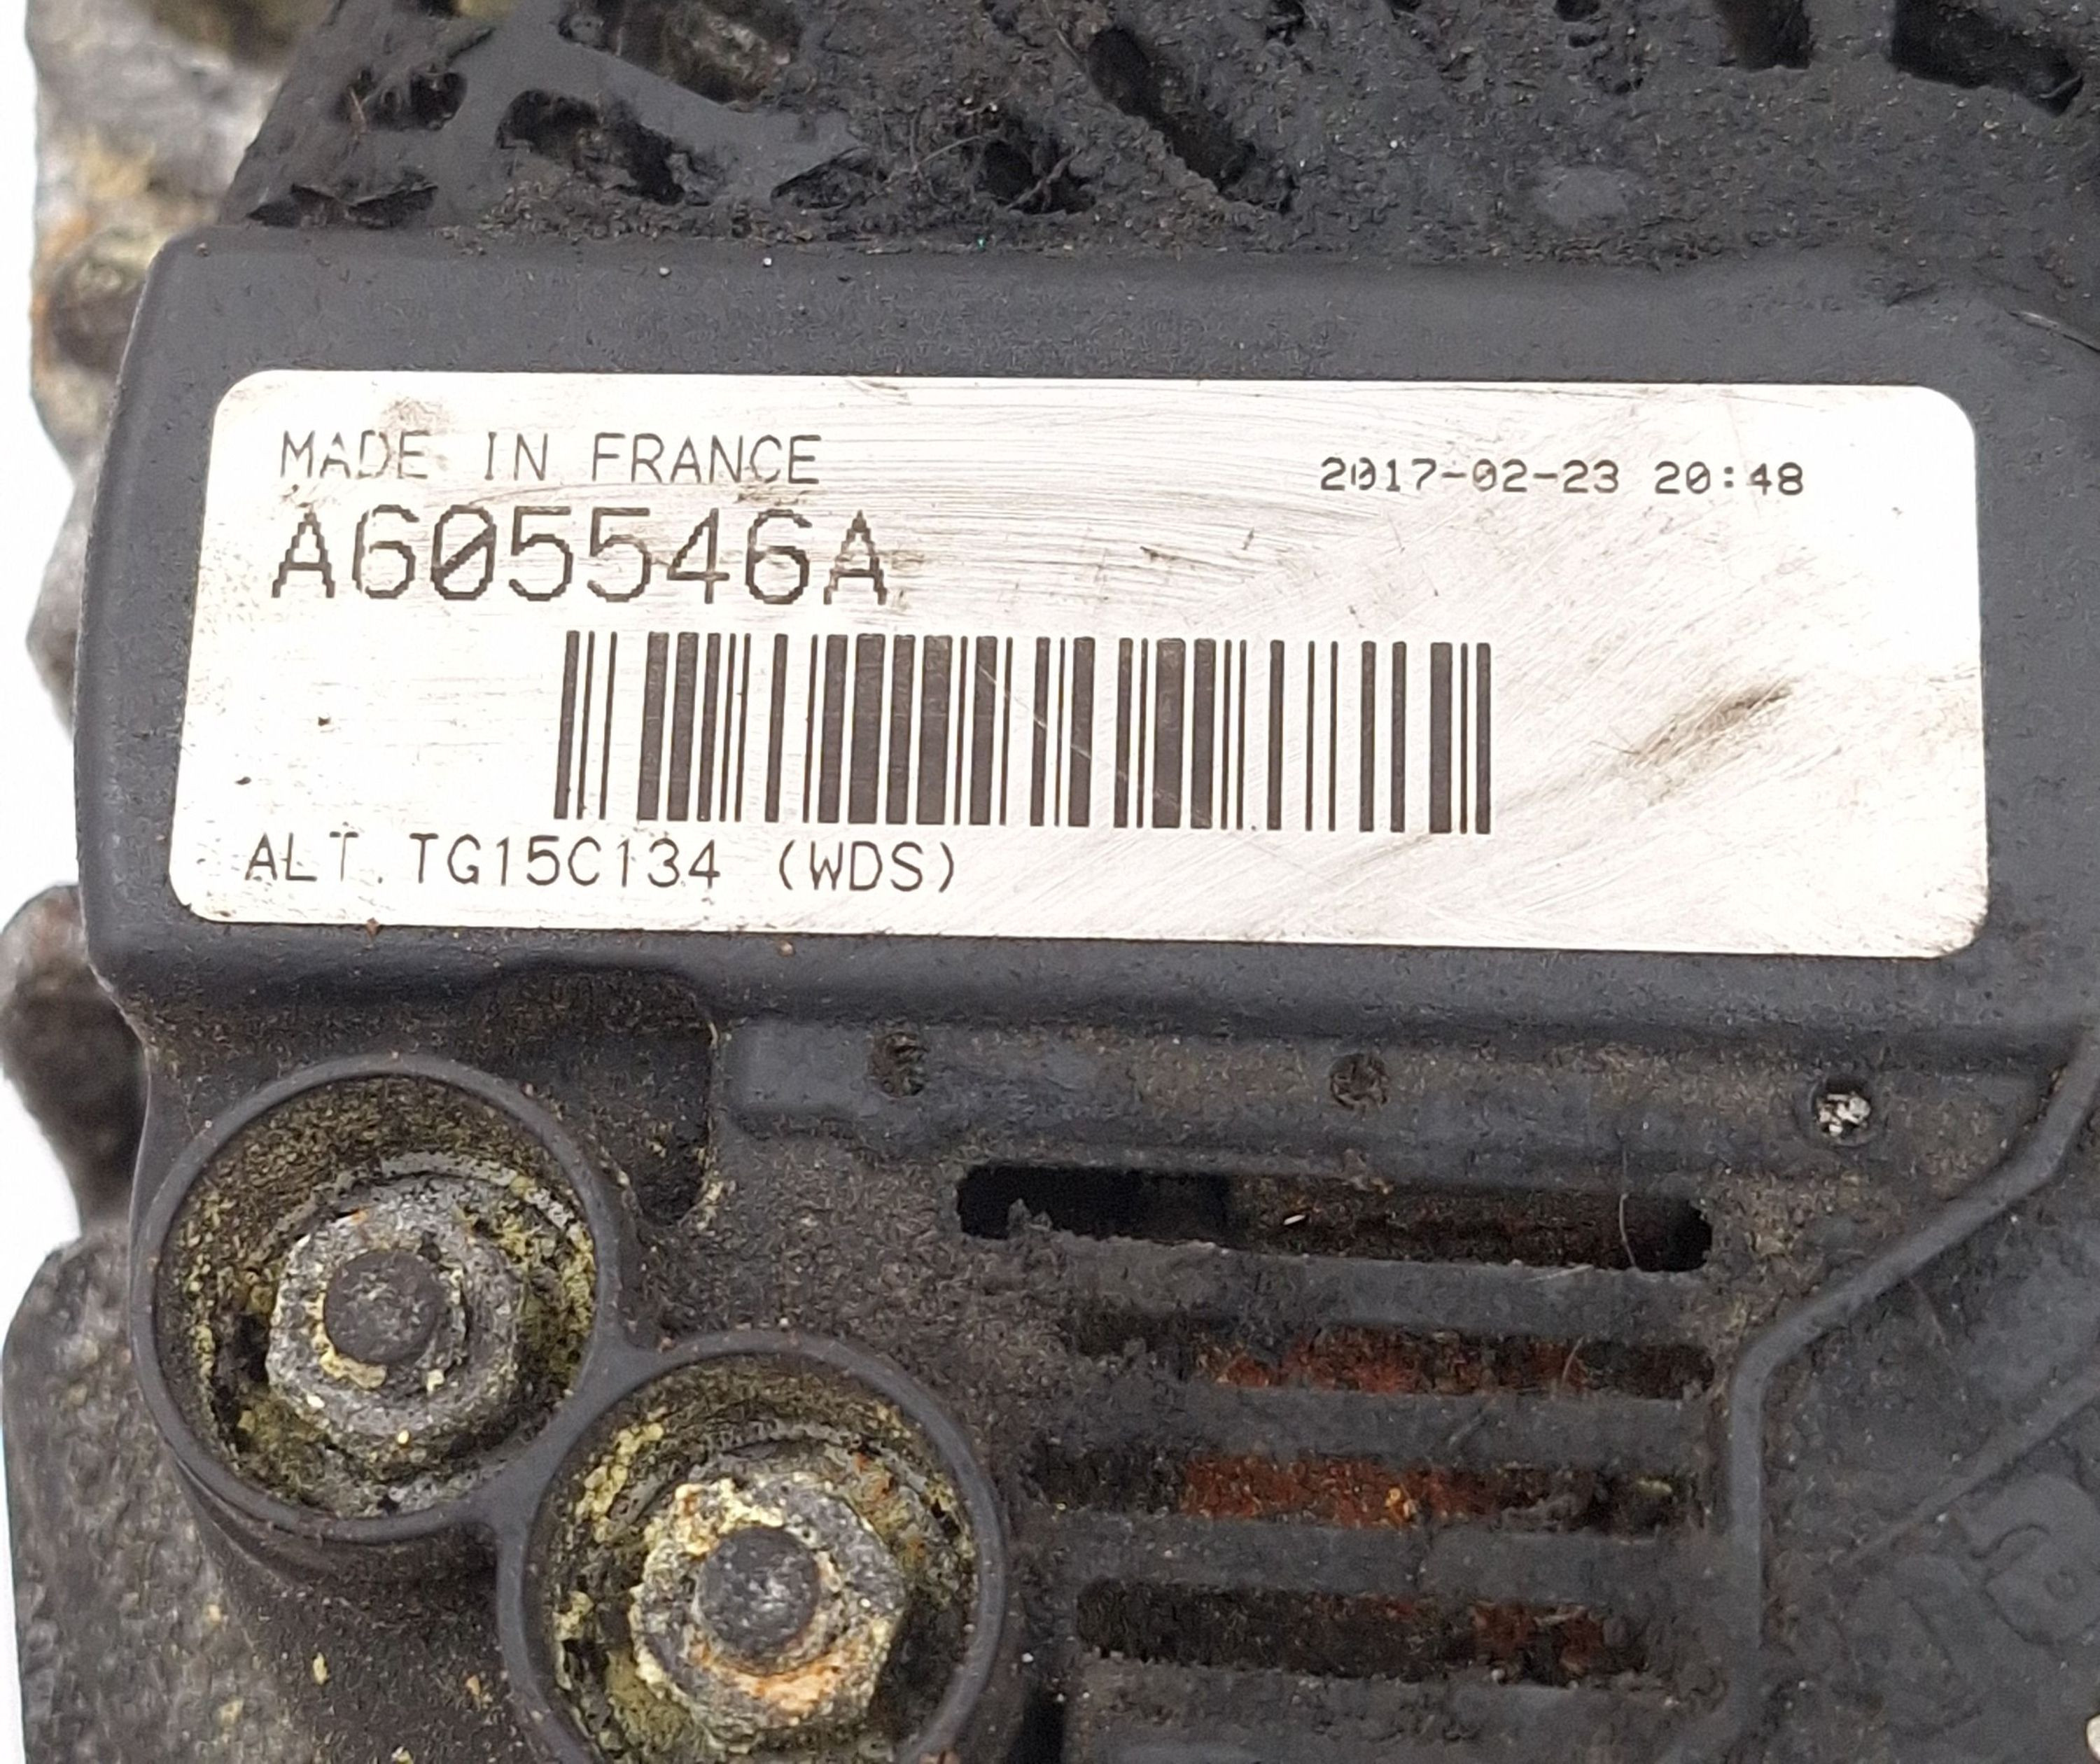 MADE IN FRANCE
2017-02-23 20:48
A605546A
ALT. TG15C134 (WDS)